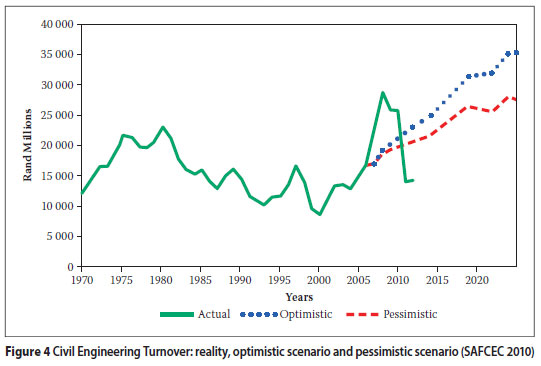 40 000
35 000
30 000
25 000
20 000
15 000
10 000
5 000
0
Rand Millions
1970 1975 1980 1985 1990 1995 2000 2005 2010 2015 2020
Years
Actual Optimistic Pessimistic
Figure 4 Civil Engineering Turnover: reality, optimistic scenario and pessimistic scenario (SAFCEC 2010)